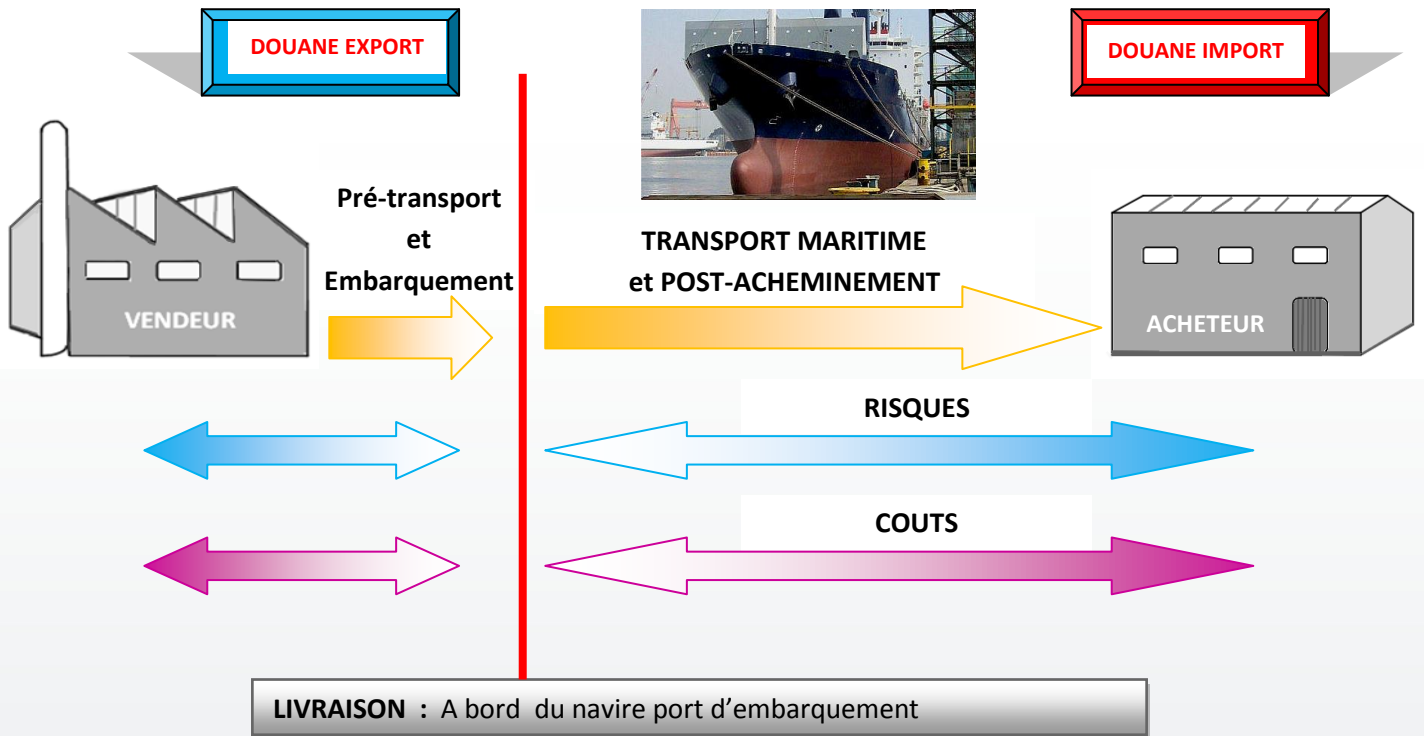 DOUANE EXPORT
DOUANE IMPORT
Pré-transport
et
Embarquement
TRANSPORT MARITIME
et POST-ACHEMINEMENT
VENDEUR
ACHETEUR
RISQUES
COUTS
LIVRAISON : A bord du navire port d’embarquement